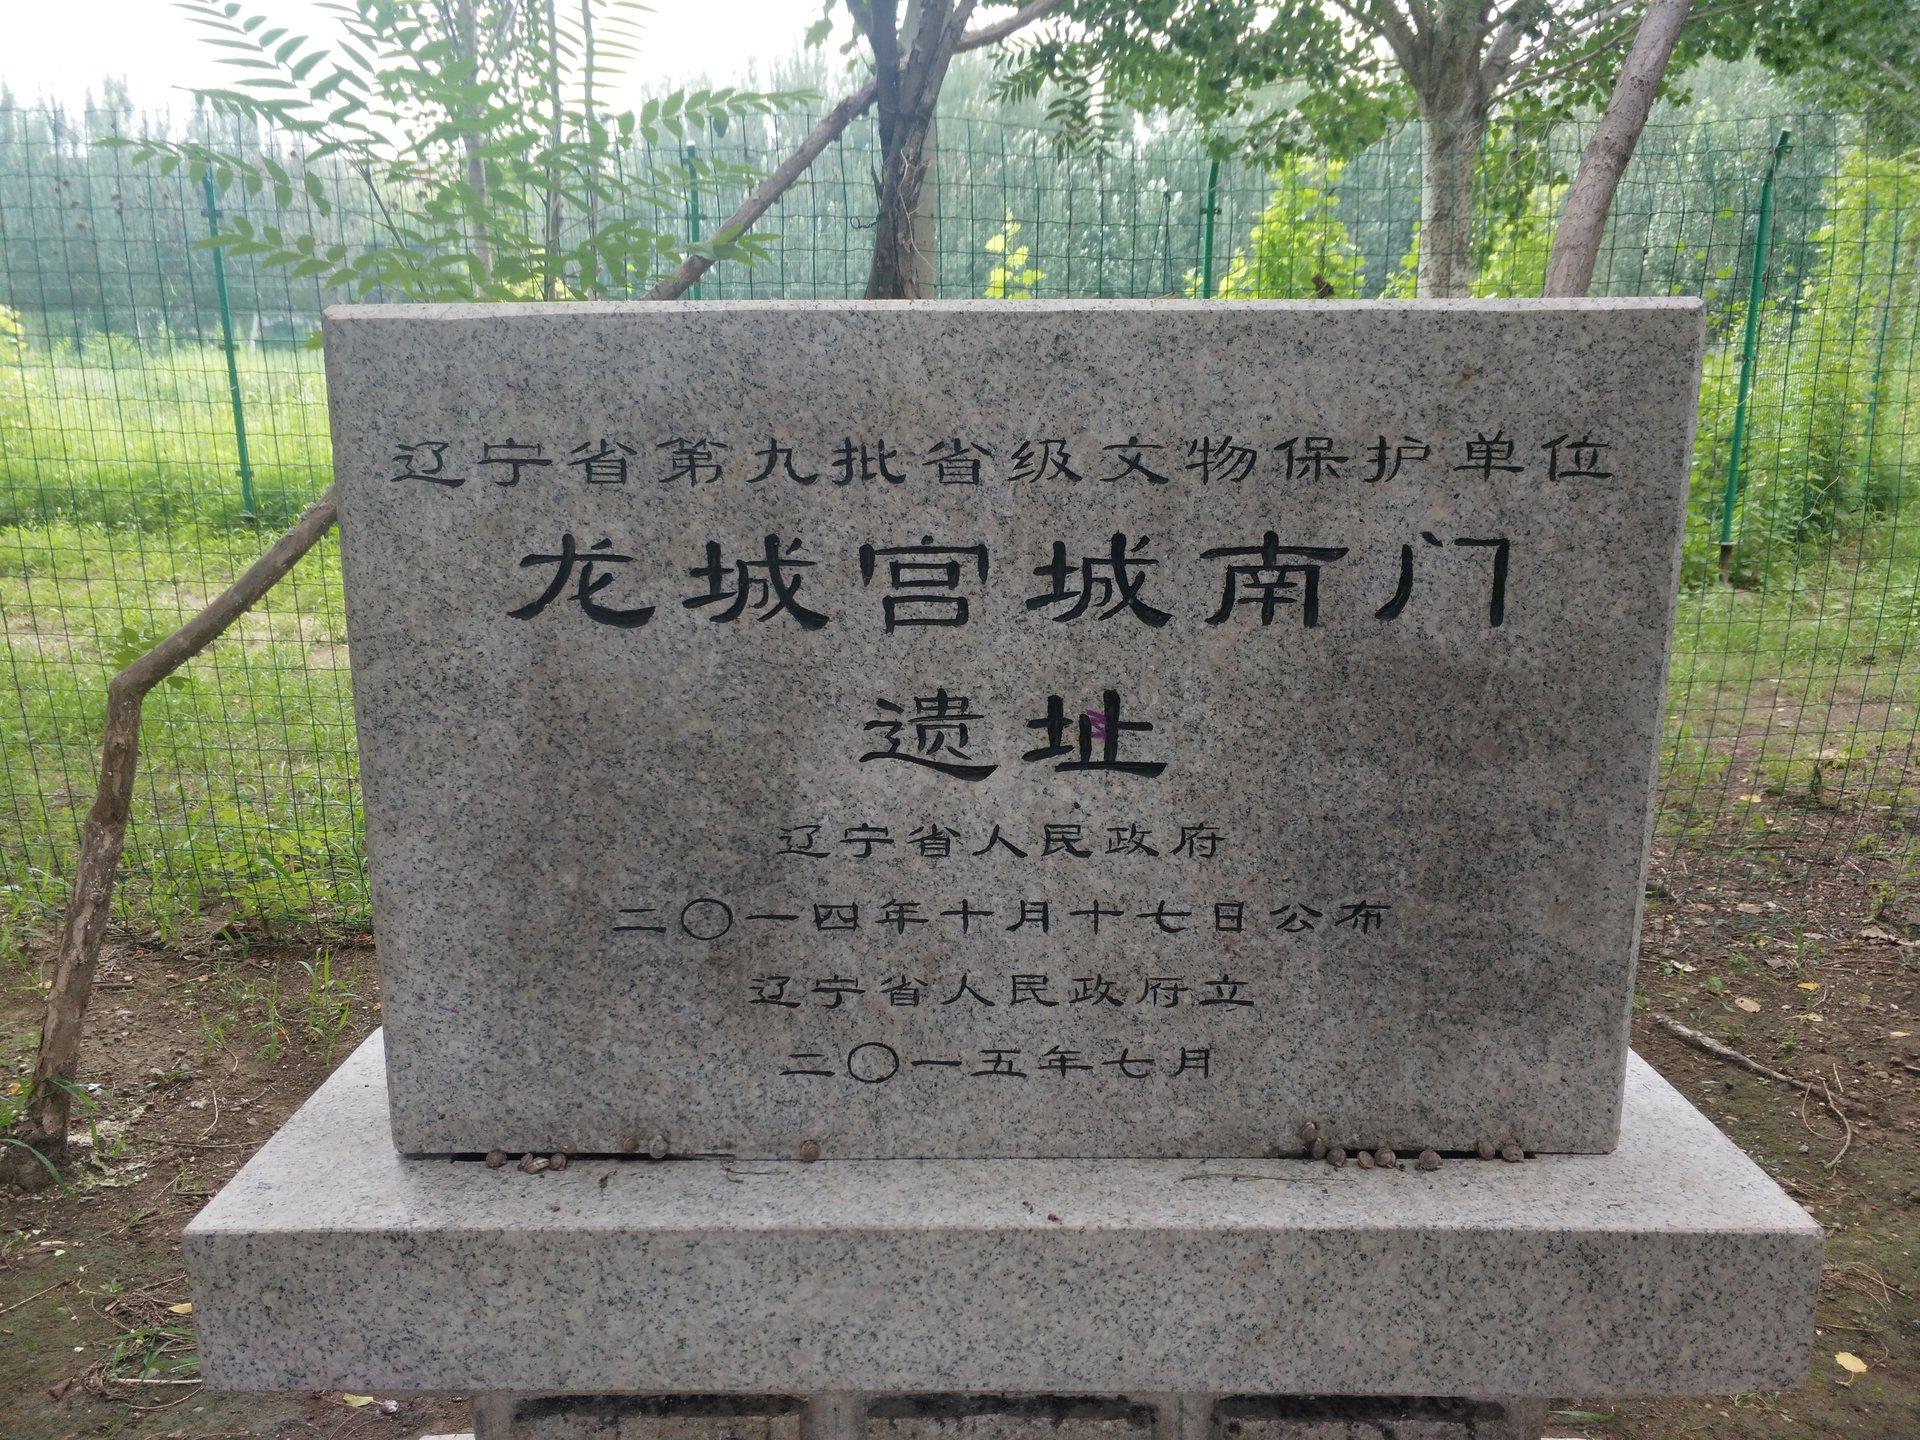 辽宁省第九批省级文物保护单位
龙城宫城南门
遗址
辽宁省人民政府
二〇一四年十月十七日公布
辽宁省人民政府立
二〇一五年七月